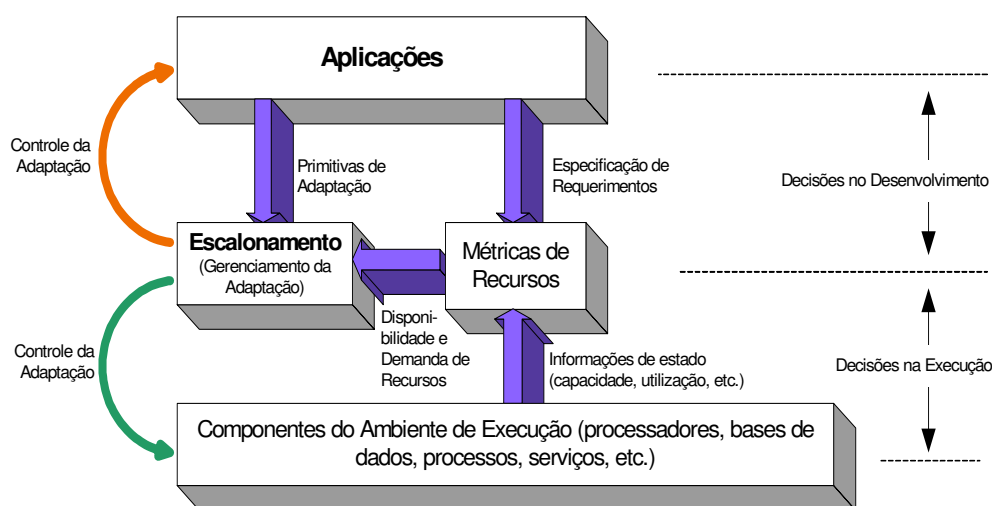 Aplicações
Controle da
Adaptação
Primitivas de
Adaptação
Especificação de
Requerimentos
Decisões no Desenvolvimento
Escalonamento
(Gerenciamento da
Adaptação)
Métricas de
Recursos
Disponi-
bilidade e
Demanda de
Recursos
Controle da
Adaptação
Informações de estado
(capacidade, utilização, etc.)
Decisões na Execução
Componentes do Ambiente de Execução (processadores, bases de
dados, processos, serviços, etc.)